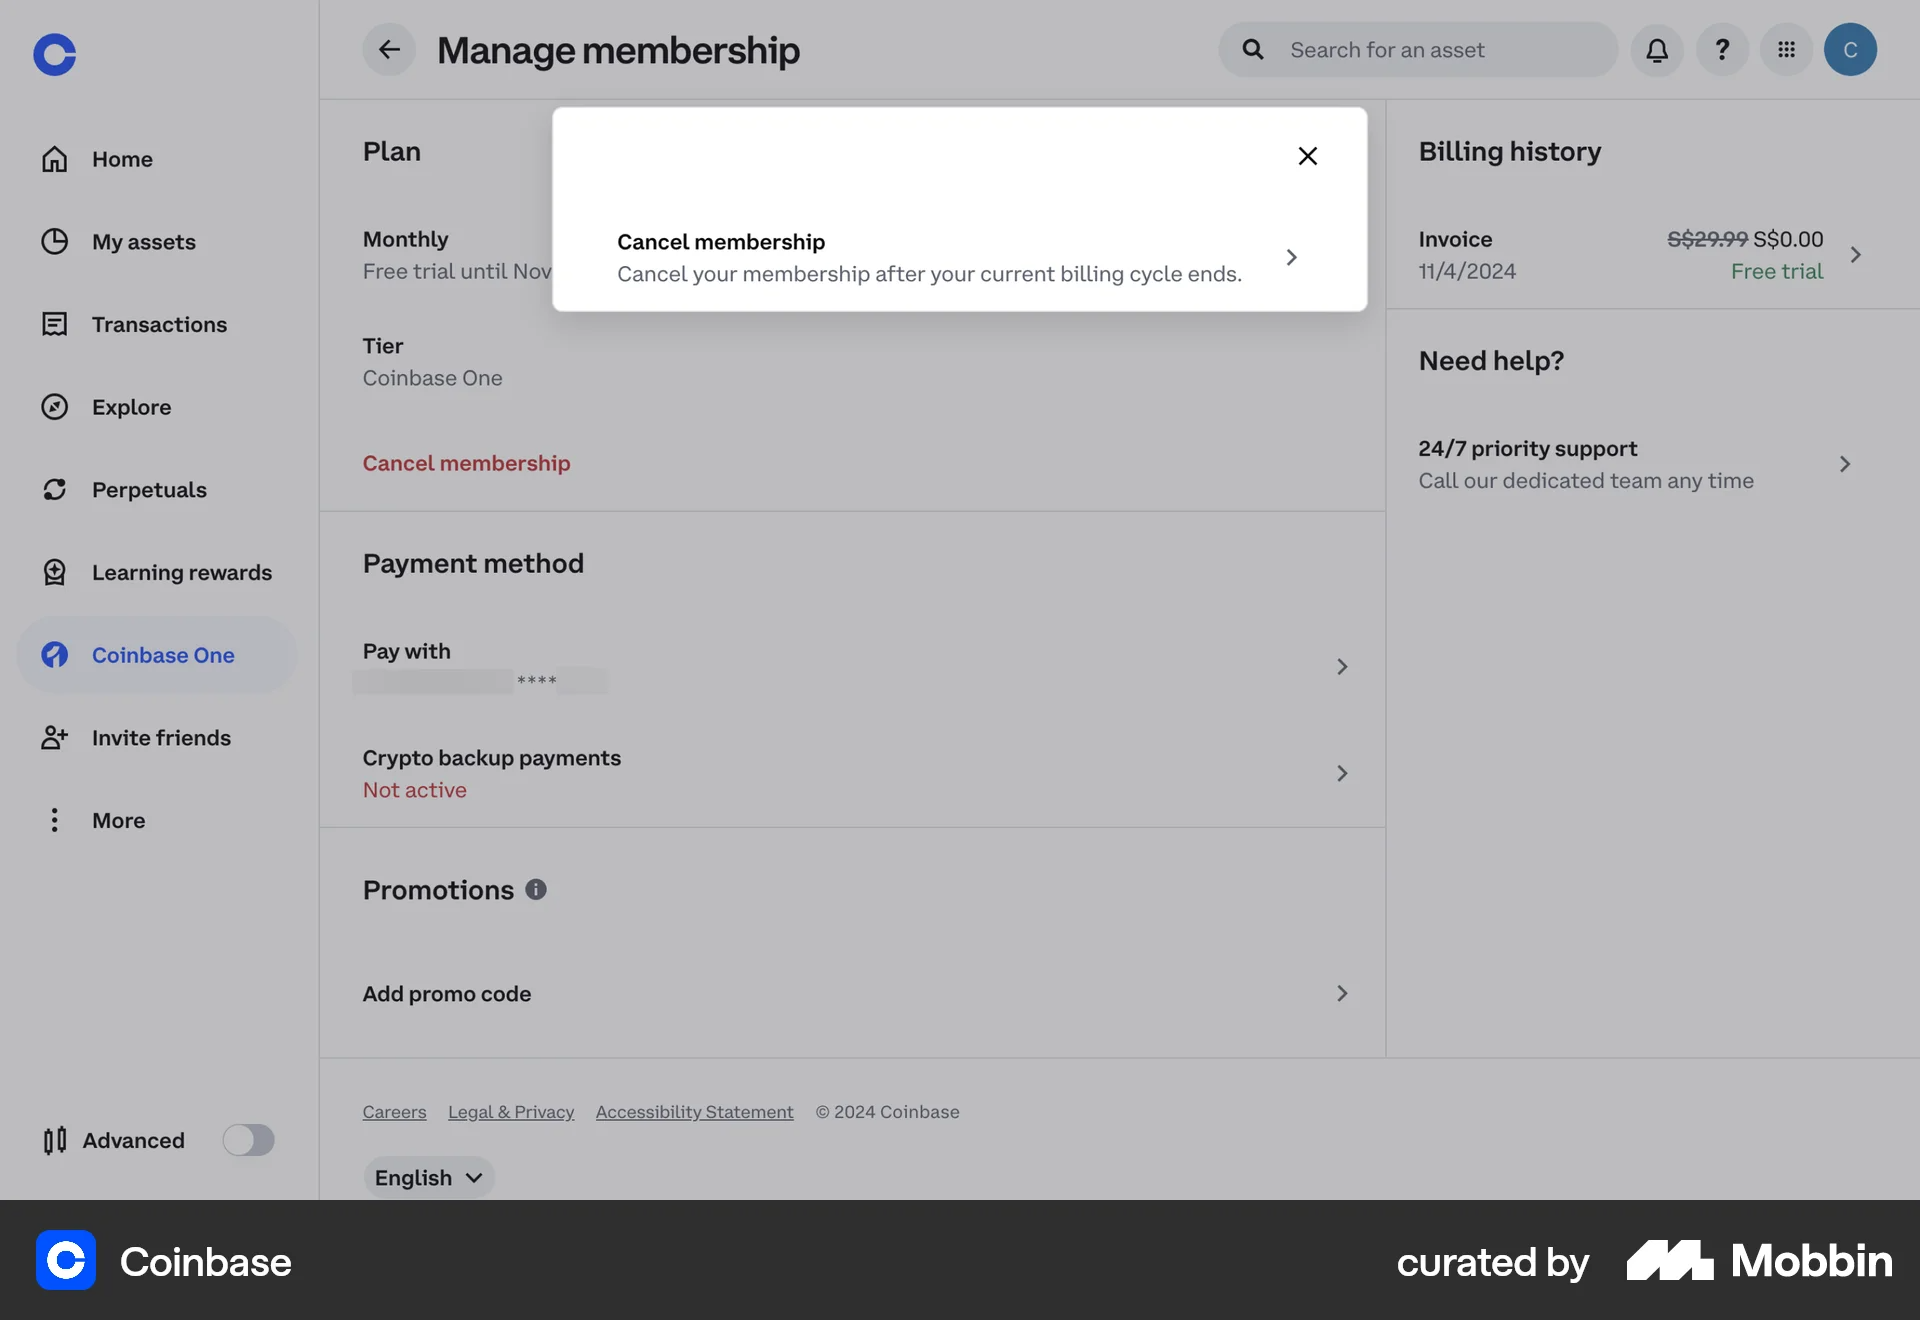 Manage membership
Search for an asset
C
Home
My assets
Transactions
Explore
Perpetuals
Learning rewards
Coinbase One
Invite friends
More
Advanced
Plan
Monthly
Free trial until Nov
Tier
Coinbase One
Cancel membership
Cancel membership
Cancel your membership after your current billing cycle ends.
Payment method
Pay with
****
Crypto backup payments
Not active
Promotions
Add promo code
Billing history
Invoice S$29.99 S$0.00
11/4/2024 Free trial
Need help?
24/7 priority support
Call our dedicated team any time
Careers Legal & Privacy Accessibility Statement © 2024 Coinbase
English
Coinbase
curated by Mobbin